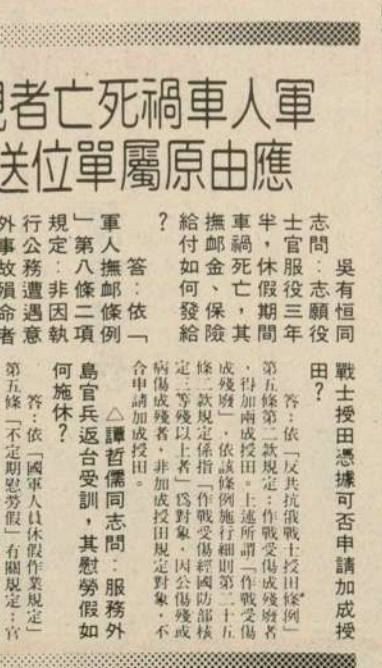 軍人車禍死亡者視
應由原屬單位送
吳有恒同
志問：志願役
士官服役三年
半，休假期間
車禍死亡，其
撫卹金、保險
給付如何發給
？
答：依「
軍人撫卹條例
」第八條二項
規定：非因執
行公務遭遇意
外事故殞命者
戰士授田憑據可否申請加成授
田？
答：依「反共抗俄戰士授田條例」
第五條第二款規定：作戰受傷成殘廢者
，得加兩成授田。上述所謂「作戰受傷
成殘廢」，依該條例施行細則第二十五
條二款規定係指「作戰受傷經國防部核
定三等殘以上者」為對象，因公傷殘或
病傷成殘者，非加成授田規定對象，不
合申請加成授田。
△譚哲儒同志問：服務外
島官兵返台受訓，其慰勞假如
何施休？
答：依「國軍人員休假作業規定」
第五條「不定期慰勞假」有關規定：官